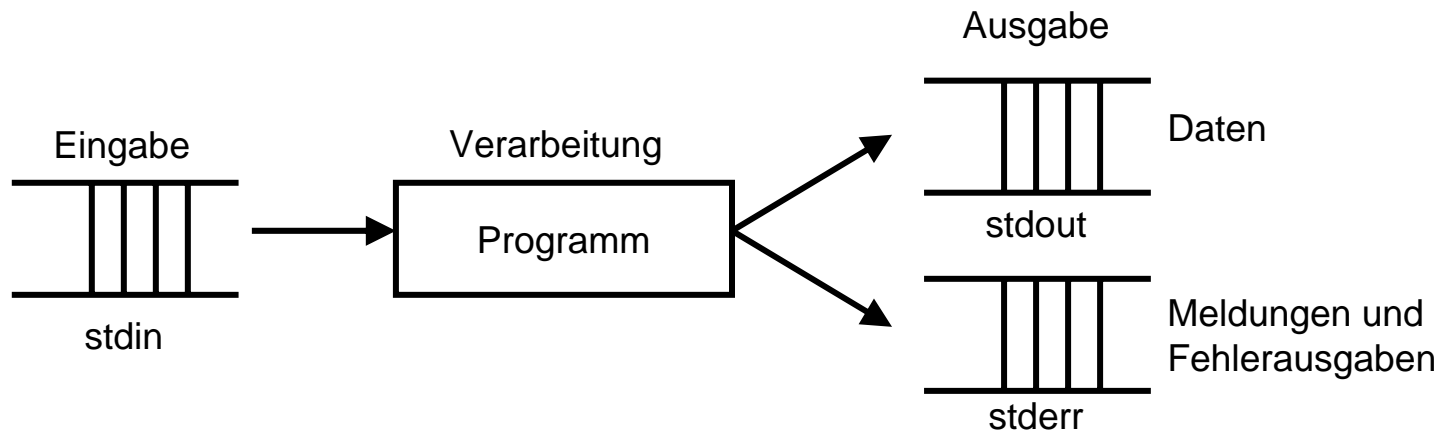 Eingabe
stdin
Verarbeitung
Programm
Ausgabe
Daten
stdout
Meldungen und
Fehlerausgaben
stderr